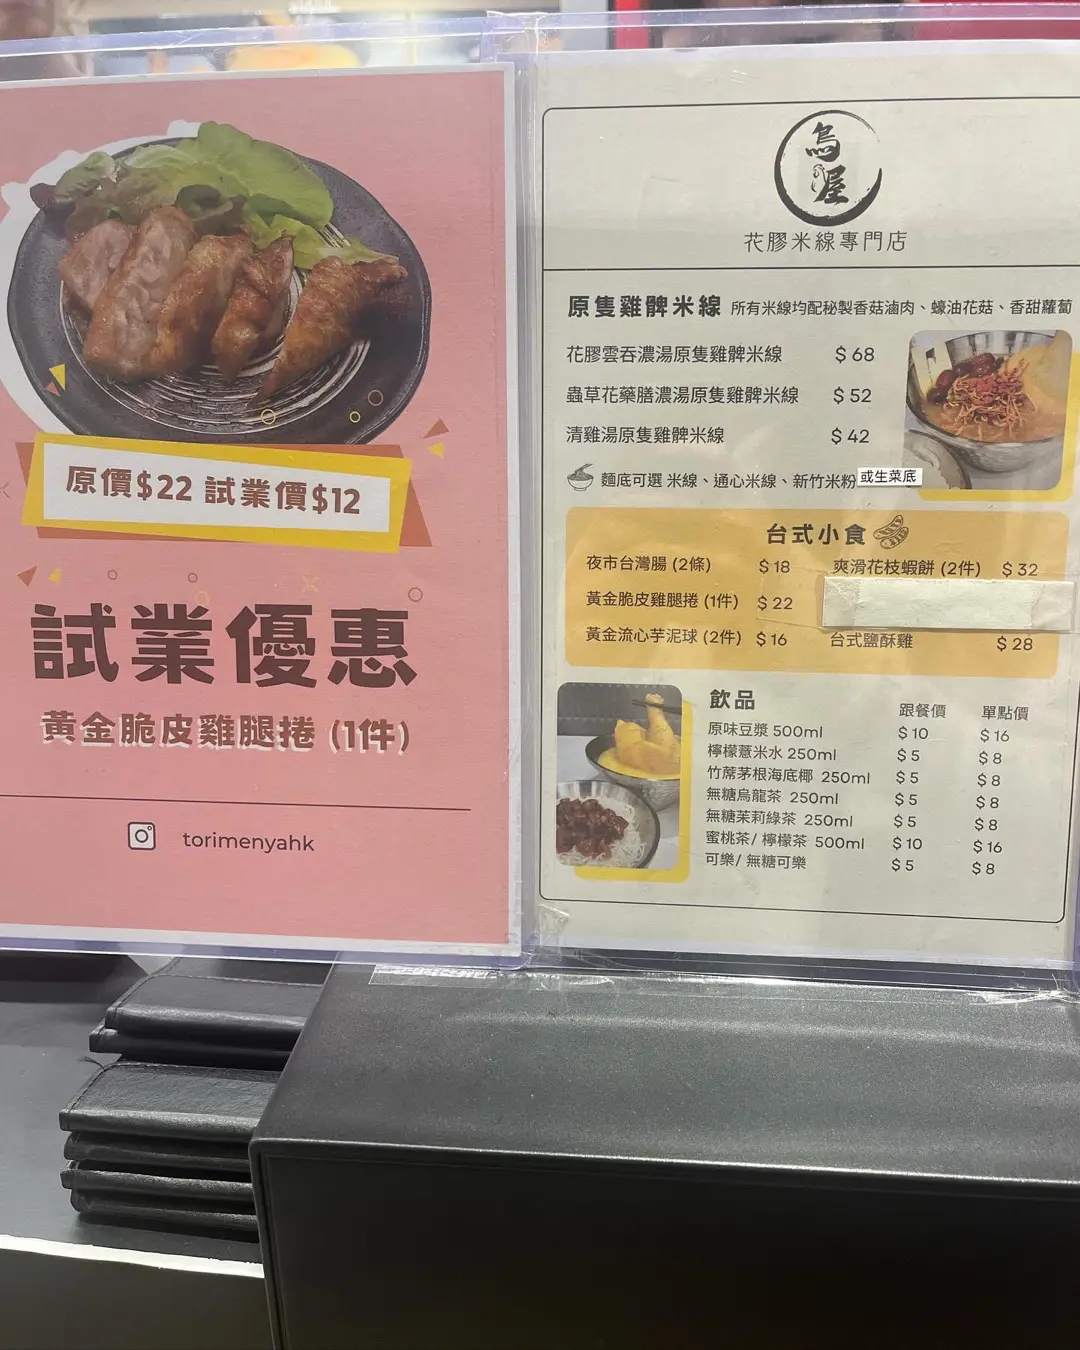 原價$22 試業價$12
試業優惠
黃金脆皮雞腿捲 (1件)
torimenyahk
烏の屋
花膠米線專門店
原隻雞髀米線 所有米線均配秘製香菇滷肉、蠔油花菇、香甜蘿蔔
花膠雲吞濃湯原隻雞髀米線 $68
蟲草花藥膳濃湯原隻雞髀米線 $52
清雞湯原隻雞髀米線 $42
麵底可選 米線、通心米線、新竹米粉 或生菜底
台式小食
夜市台灣腸 (2條) $18 爽滑花枝蝦餅 (2件) $32
黃金脆皮雞腿捲 (1件) $22
黃金流心芋泥球 (2件) $16 台式鹽酥雞 $28
飲品 跟餐價 單點價
原味豆漿 500ml $10 $16
檸檬薏米水 250ml $5 $8
竹蔗茅根海底椰 250ml $5 $8
無糖烏龍茶 250ml $5 $8
無糖茉莉綠茶 250ml $5 $8
蜜桃茶/ 檸檬茶 500ml $10 $16
可樂/ 無糖可樂 $5 $8